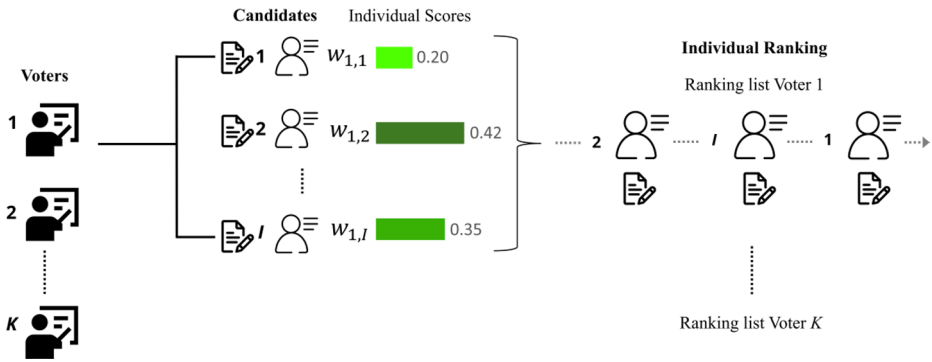 Candidates
Individual Scores
Voters
1
2
K
1
w1,1
0.20
2
w1,2
0.42
I
w1,I
0.35
Individual Ranking
Ranking list Voter 1
2
I
1
Ranking list Voter K